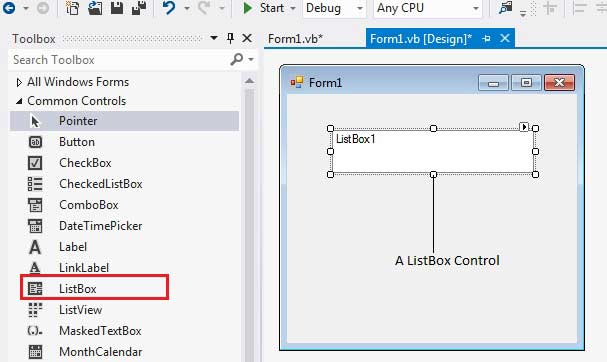 Start Debug Any CPU
Toolbox
Search Toolbox
All Windows Forms
Common Controls
Pointer
Button
CheckBox
CheckedListBox
ComboBox
DateTimePicker
Label
LinkLabel
ListBox
ListView
MaskedTextBox
MonthCalendar
Form1.vb* Form1.vb [Design]*
Form1
ListBox1
A ListBox Control